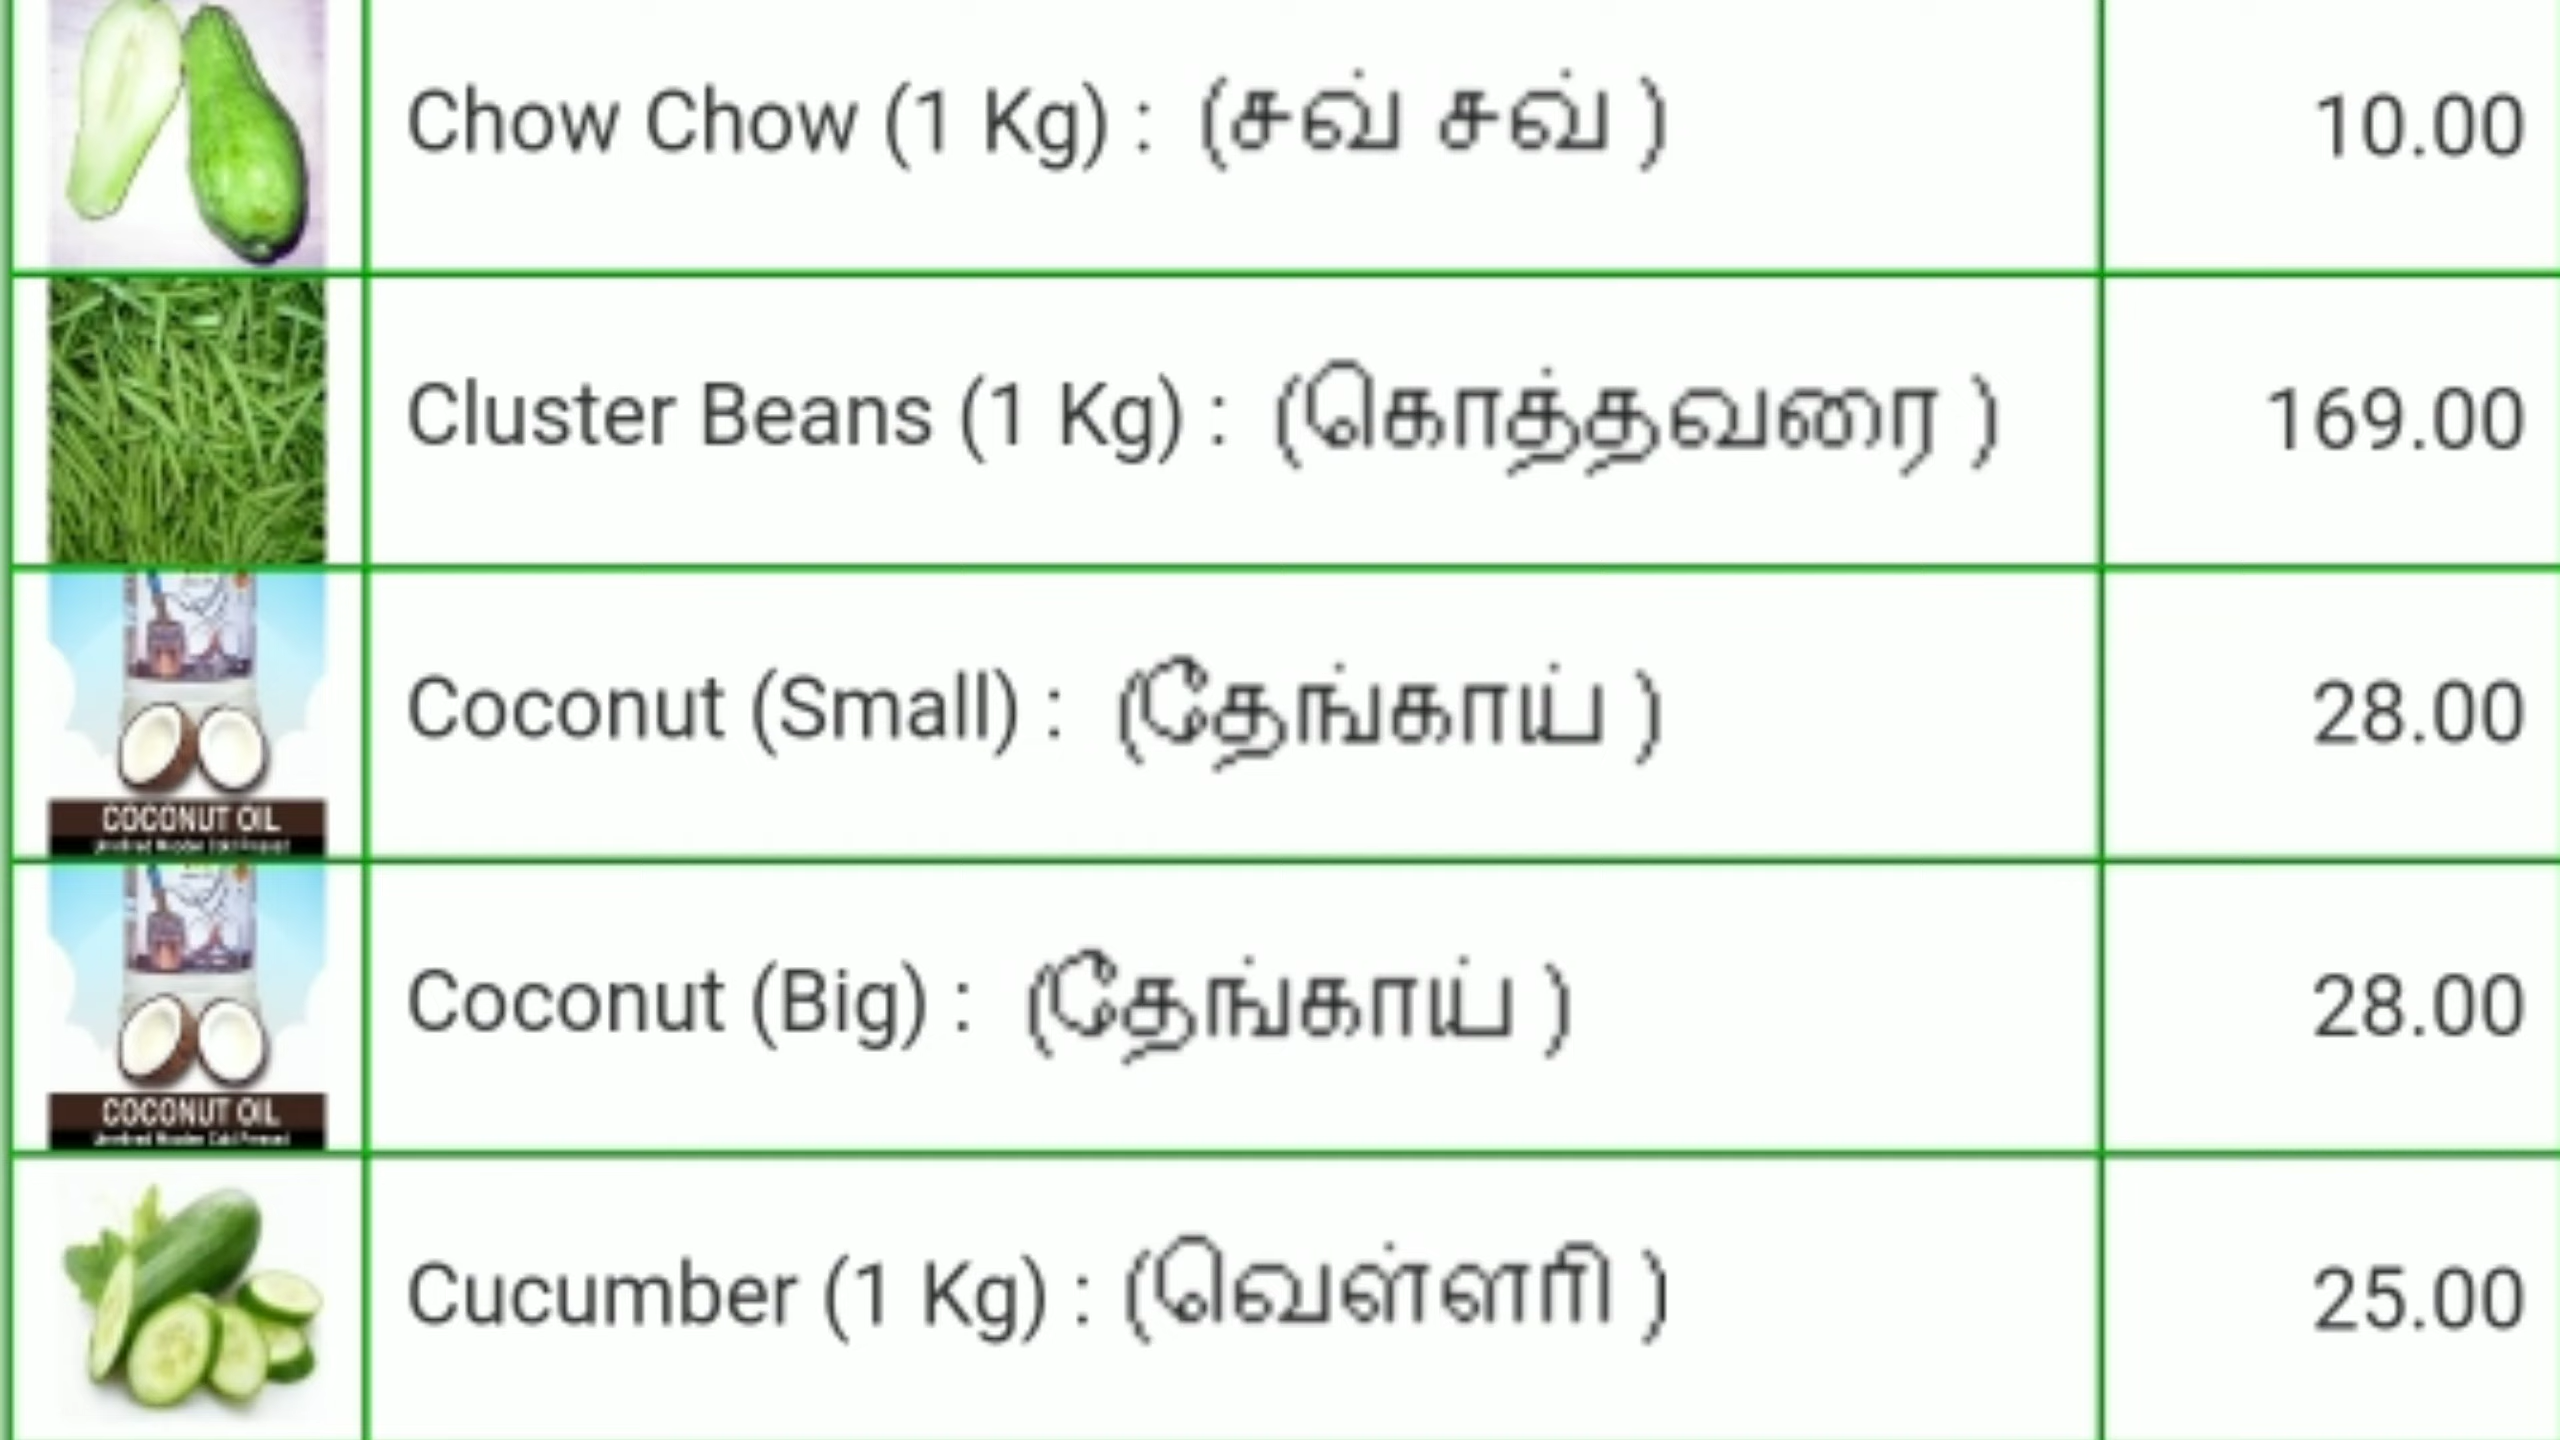 Chow Chow (1 Kg) : (சவ் சவ் ) 10.00
Cluster Beans (1 Kg) : (கொத்தவரை ) 169.00
Coconut (Small) : (தேங்காய் ) 28.00
COCONUT OIL
Coconut (Big) : (தேங்காய் ) 28.00
COCONUT OIL
Cucumber (1 Kg) : (வெள்ளரி ) 25.00